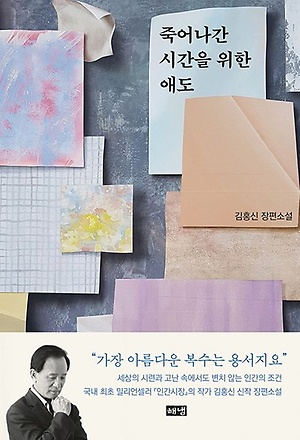 죽어나간
시간을 위한
애도
김홍신 장편소설
“가장 아름다운 복수는 용서지요”
세상의 시련과 고난 속에서도 변치 않는 인간의 조건
국내 최초 밀리언셀러 『인간시장』의 작가 김홍신 신작 장편소설
해냄